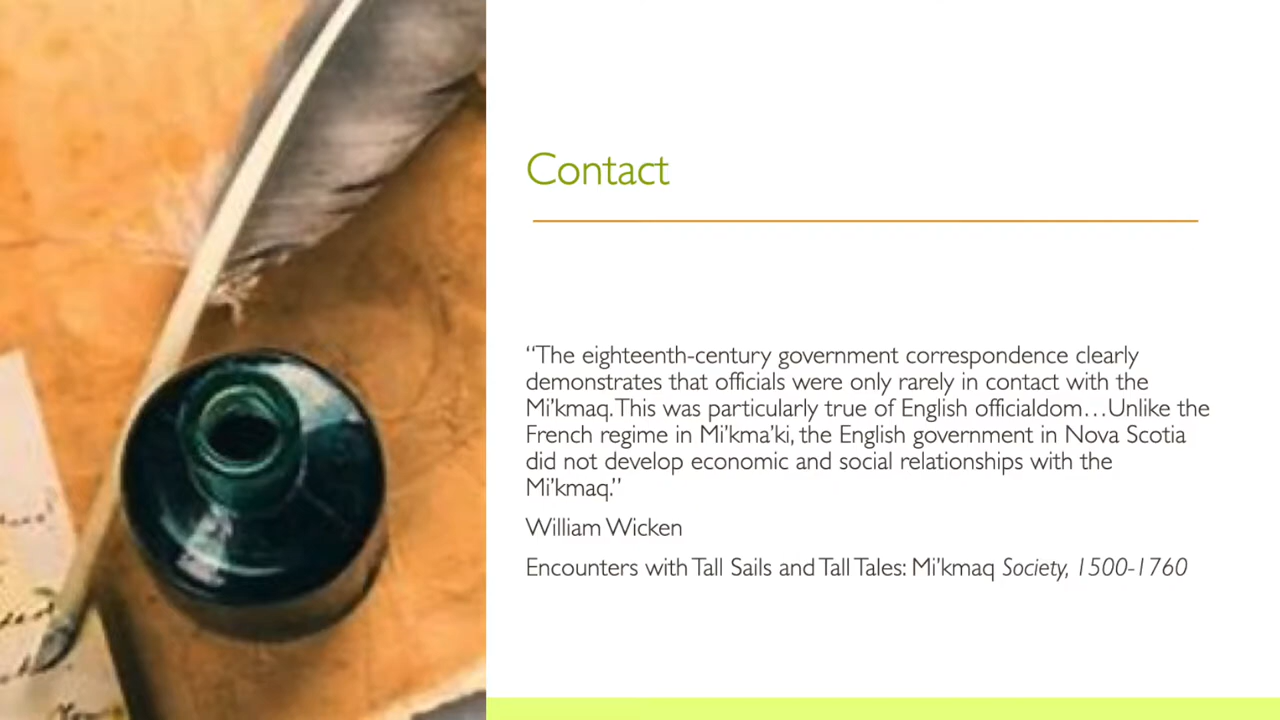 Contact
“The eighteenth-century government correspondence clearly
demonstrates that officials were only rarely in contact with the
Mi’kmaq. This was particularly true of English officialdom…Unlike the
French regime in Mi’kma’ki, the English government in Nova Scotia
did not develop economic and social relationships with the
Mi’kmaq.”
William Wicken
Encounters with Tall Sails and Tall Tales: Mi’kmaq Society, 1500-1760